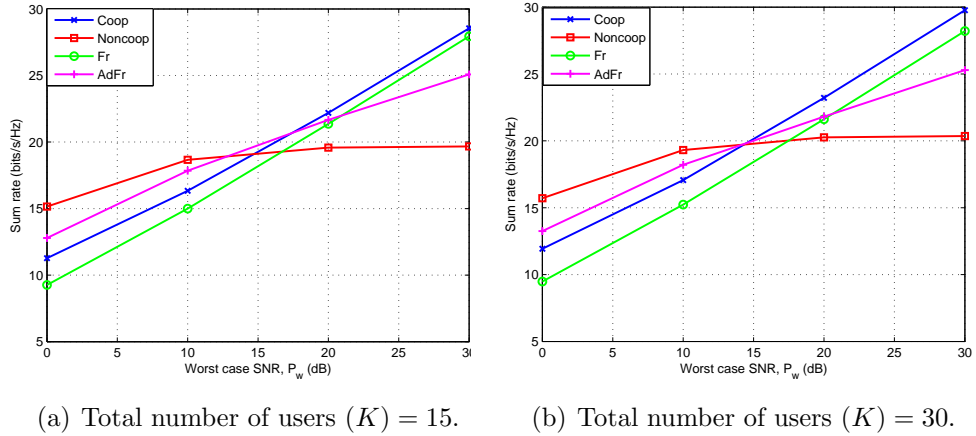 30
25
20
15
10
5
Sum rate (bits/s/Hz)
Coop
Noncoop
Fr
AdFr
0 5 10 15 20 25 30
Worst case SNR, P_w (dB)
(a) Total number of users (K) = 15.
30
25
20
15
10
5
Sum rate (bits/s/Hz)
Coop
Noncoop
Fr
AdFr
0 5 10 15 20 25 30
Worst case SNR, P_w (dB)
(b) Total number of users (K) = 30.